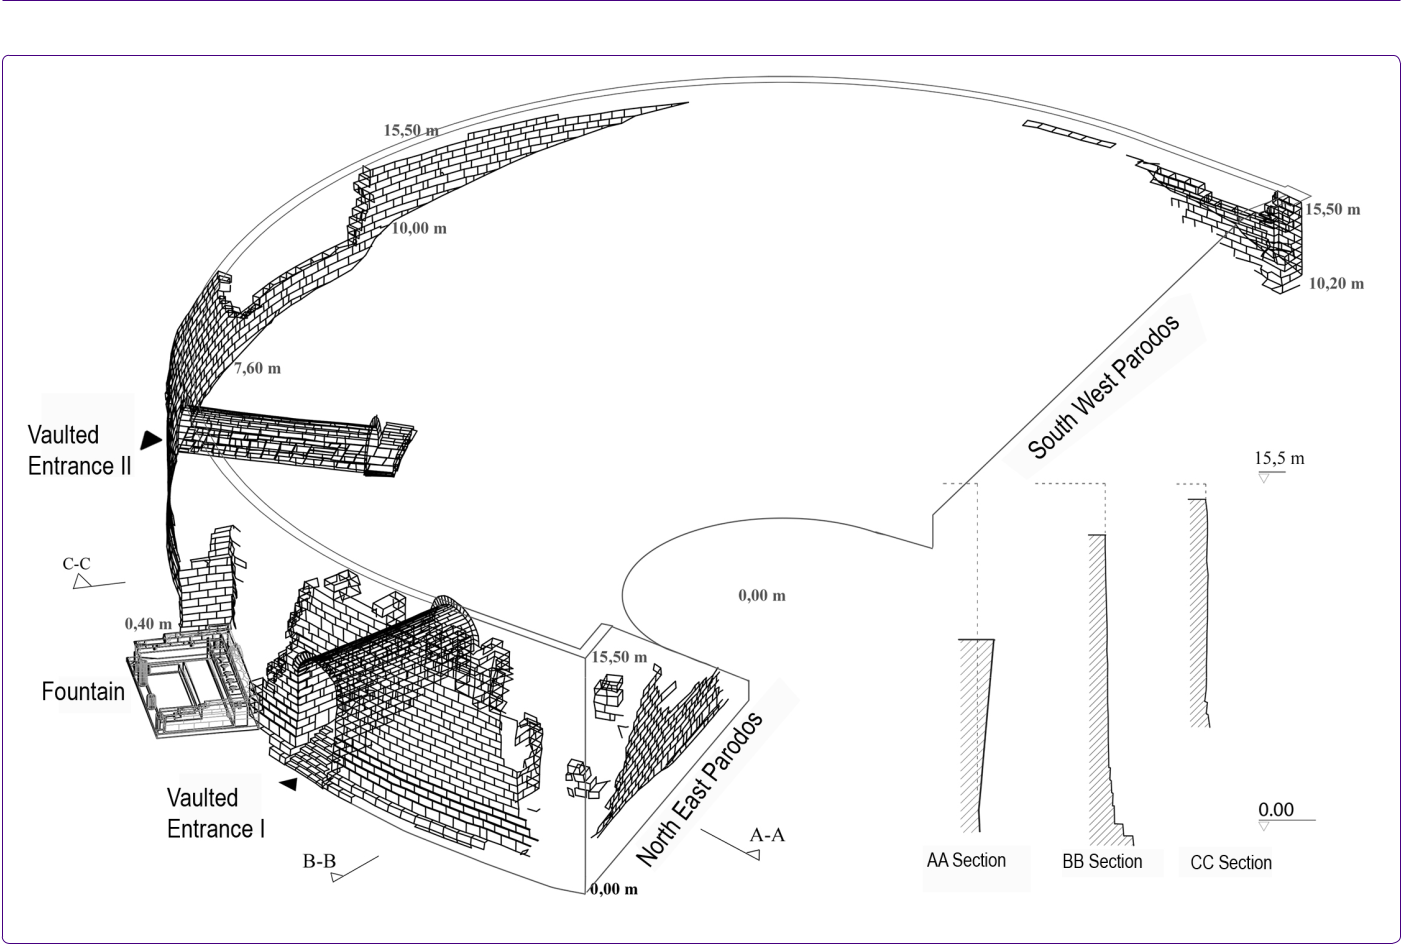 15,50 m
15,50 m
10,00 m
10,20 m
7,60 m
South West Parodos
Vaulted
Entrance II
15,5 m
C-C
0,00 m
0,40 m
15,50 m
Fountain
North East Parodos
Vaulted
Entrance I
0.00
A-A
B-B
AA Section
BB Section
CC Section
0,00 m